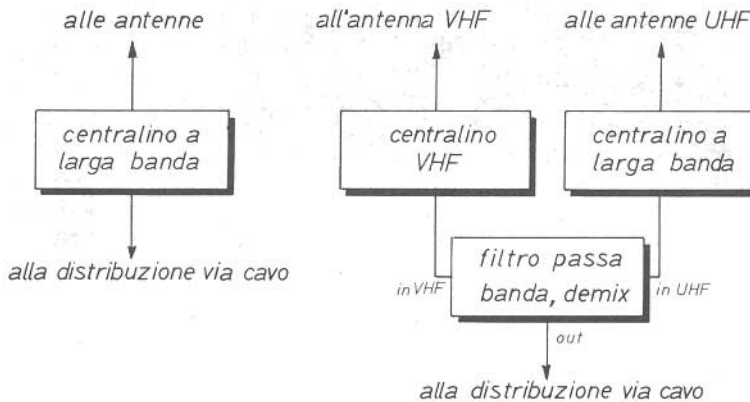 alle antenne
centralino a
larga banda
alla distribuzione via cavo
all'antenna VHF
alle antenne UHF
centralino
VHF
centralino a
larga banda
filtro passa
banda, demix
in VHF
in UHF
out
alla distribuzione via cavo